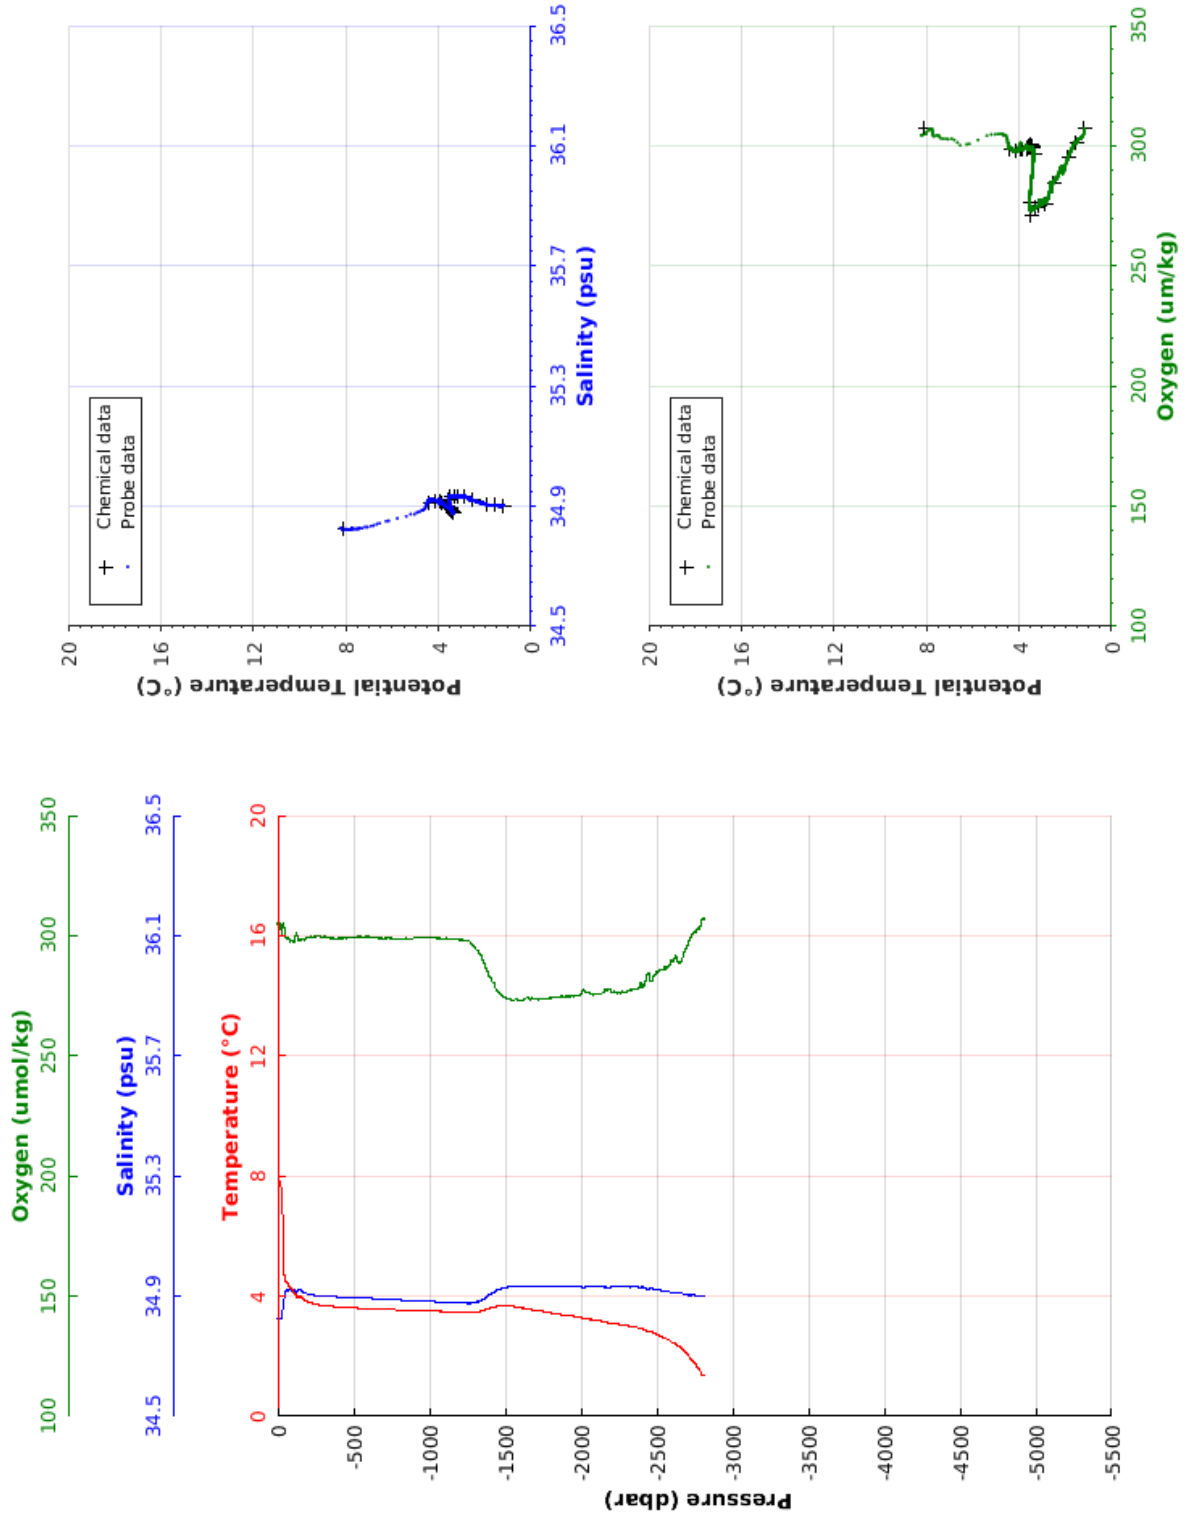 Oxygen (umol/kg)
100 150 200 250 300 350
Salinity (psu)
34.5 34.9 35.3 35.7 36.1 36.5
Temperature (°C)
0 4 8 12 16 20
Pressure (dbar)
0
-500
-1000
-1500
-2000
-2500
-3000
-3500
-4000
-4500
-5000
-5500
Potential Temperature (°C)
20
16
12
8
4
0
Chemical data
Probe data
34.5 34.9 35.3 35.7 36.1 36.5
Salinity (psu)
Potential Temperature (°C)
20
16
12
8
4
0
Chemical data
Probe data
100 150 200 250 300 350
Oxygen (um/kg)